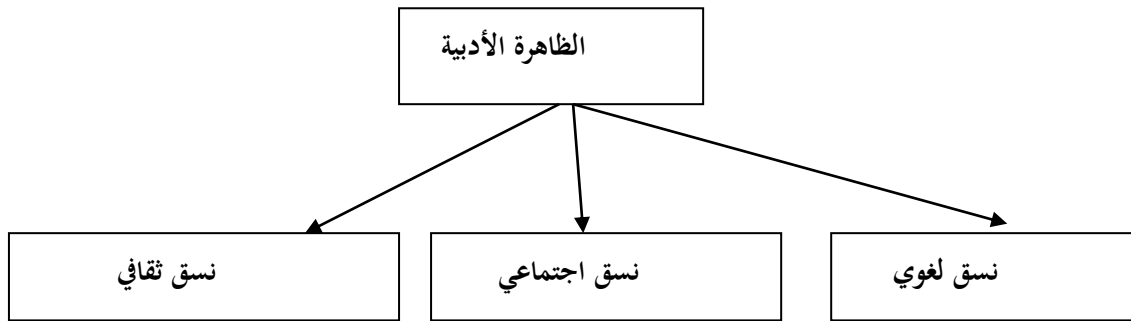 الظاهرة الأدبية
نسق لغوي
نسق اجتماعي
نسق ثقافي